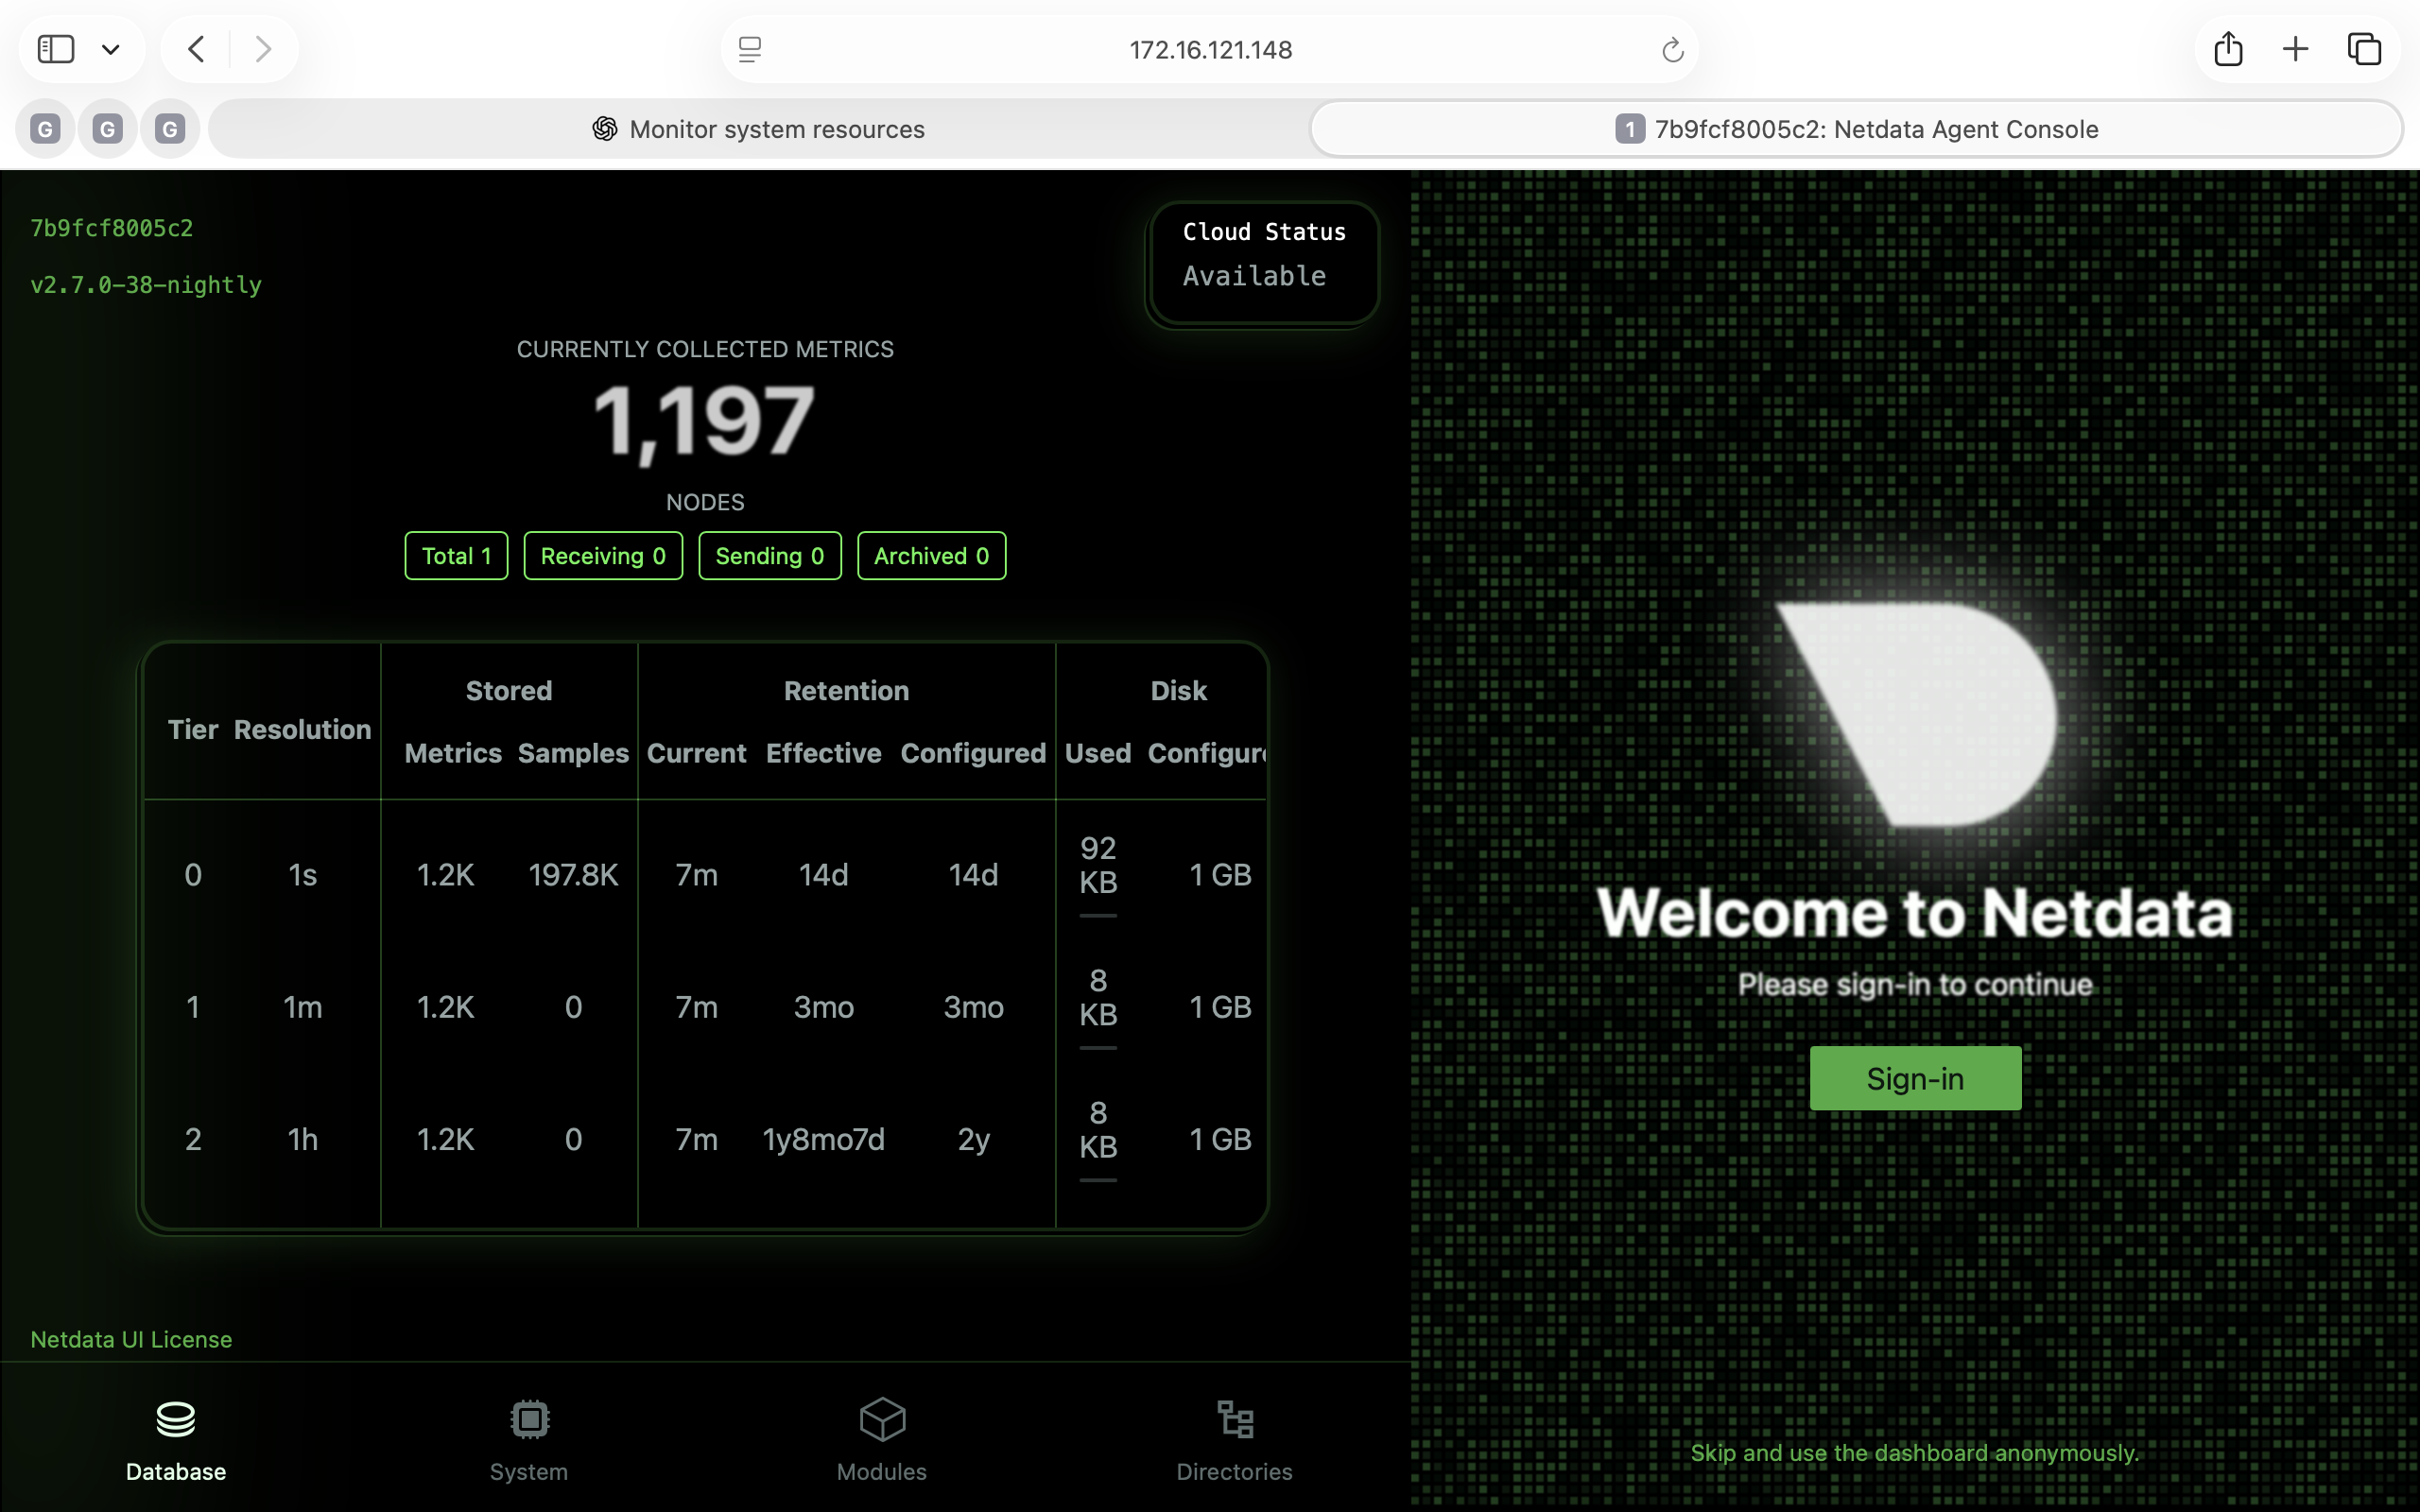 172.16.121.148
G G G Monitor system resources 1 7b9fcf8005c2: Netdata Agent Console
7b9fcf8005c2
v2.7.0-38-nightly
Cloud Status
Available
CURRENTLY COLLECTED METRICS
1,197
NODES
Total 1 Receiving 0 Sending 0 Archived 0
Stored Retention Disk
Tier Resolution
Metrics Samples Current Effective Configured Used Configure
0 1s 1.2K 197.8K 7m 14d 14d 92 KB 1 GB
1 1m 1.2K 0 7m 3mo 3mo 8 KB 1 GB
2 1h 1.2K 0 7m 1y8mo7d 2y 8 KB 1 GB
Netdata UI License
Database System Modules Directories
Welcome to Netdata
Please sign-in to continue
Sign-in
Skip and use the dashboard anonymously.